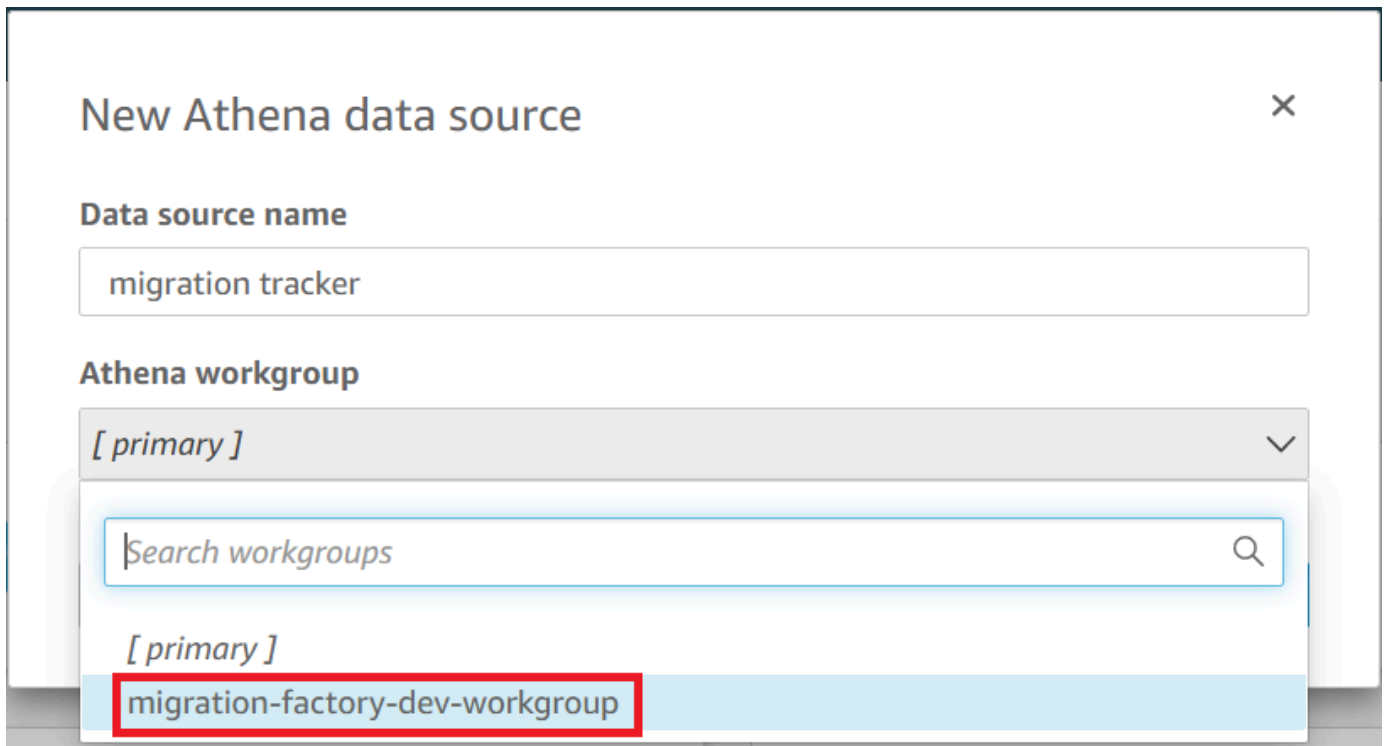 New Athena data source
Data source name
migration tracker
Athena workgroup
[ primary ]
Search workgroups
[ primary ]
migration-factory-dev-workgroup